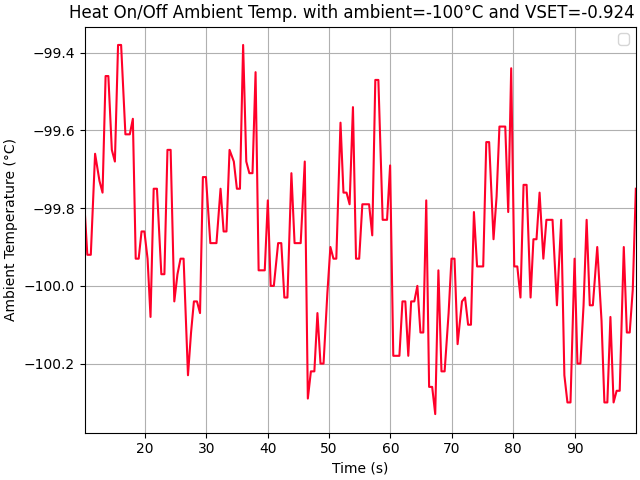 Heat On/Off Ambient Temp. with ambient=-100°C and VSET=-0.924
−99.4
−99.6
−99.8
−100.0
−100.2
Ambient Temperature (°C)
20 30 40 50 60 70 80 90
Time (s)